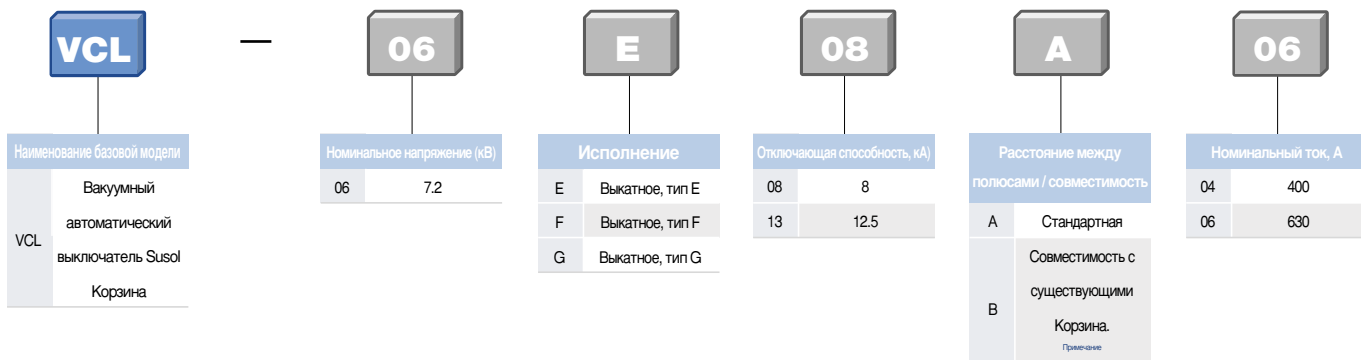 VCL — 06 E 08 A 06
Наименование базовой модели
VCL
Вакуумный
автоматический
выключатель Susol
Корзина
Номинальное напряжение (кВ)
06 7.2
Исполнение
E Выкатное, тип E
F Выкатное, тип F
G Выкатное, тип G
Отключающая способность, кА)
08 8
13 12.5
Расстояние между
полюсами / совместимость
A Стандартная
B
Совместимость с
существующими
Корзина.
Примечание
Номинальный ток, А
04 400
06 630